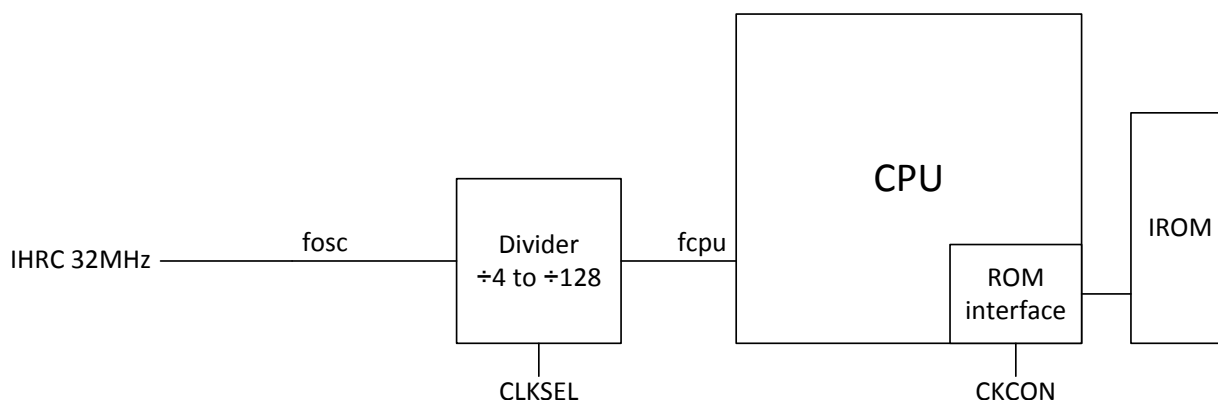 CPU
IROM
IHRC 32MHz
fosc
Divider
÷4 to ÷128
fcpu
ROM
interface
CLKSEL
CKCON